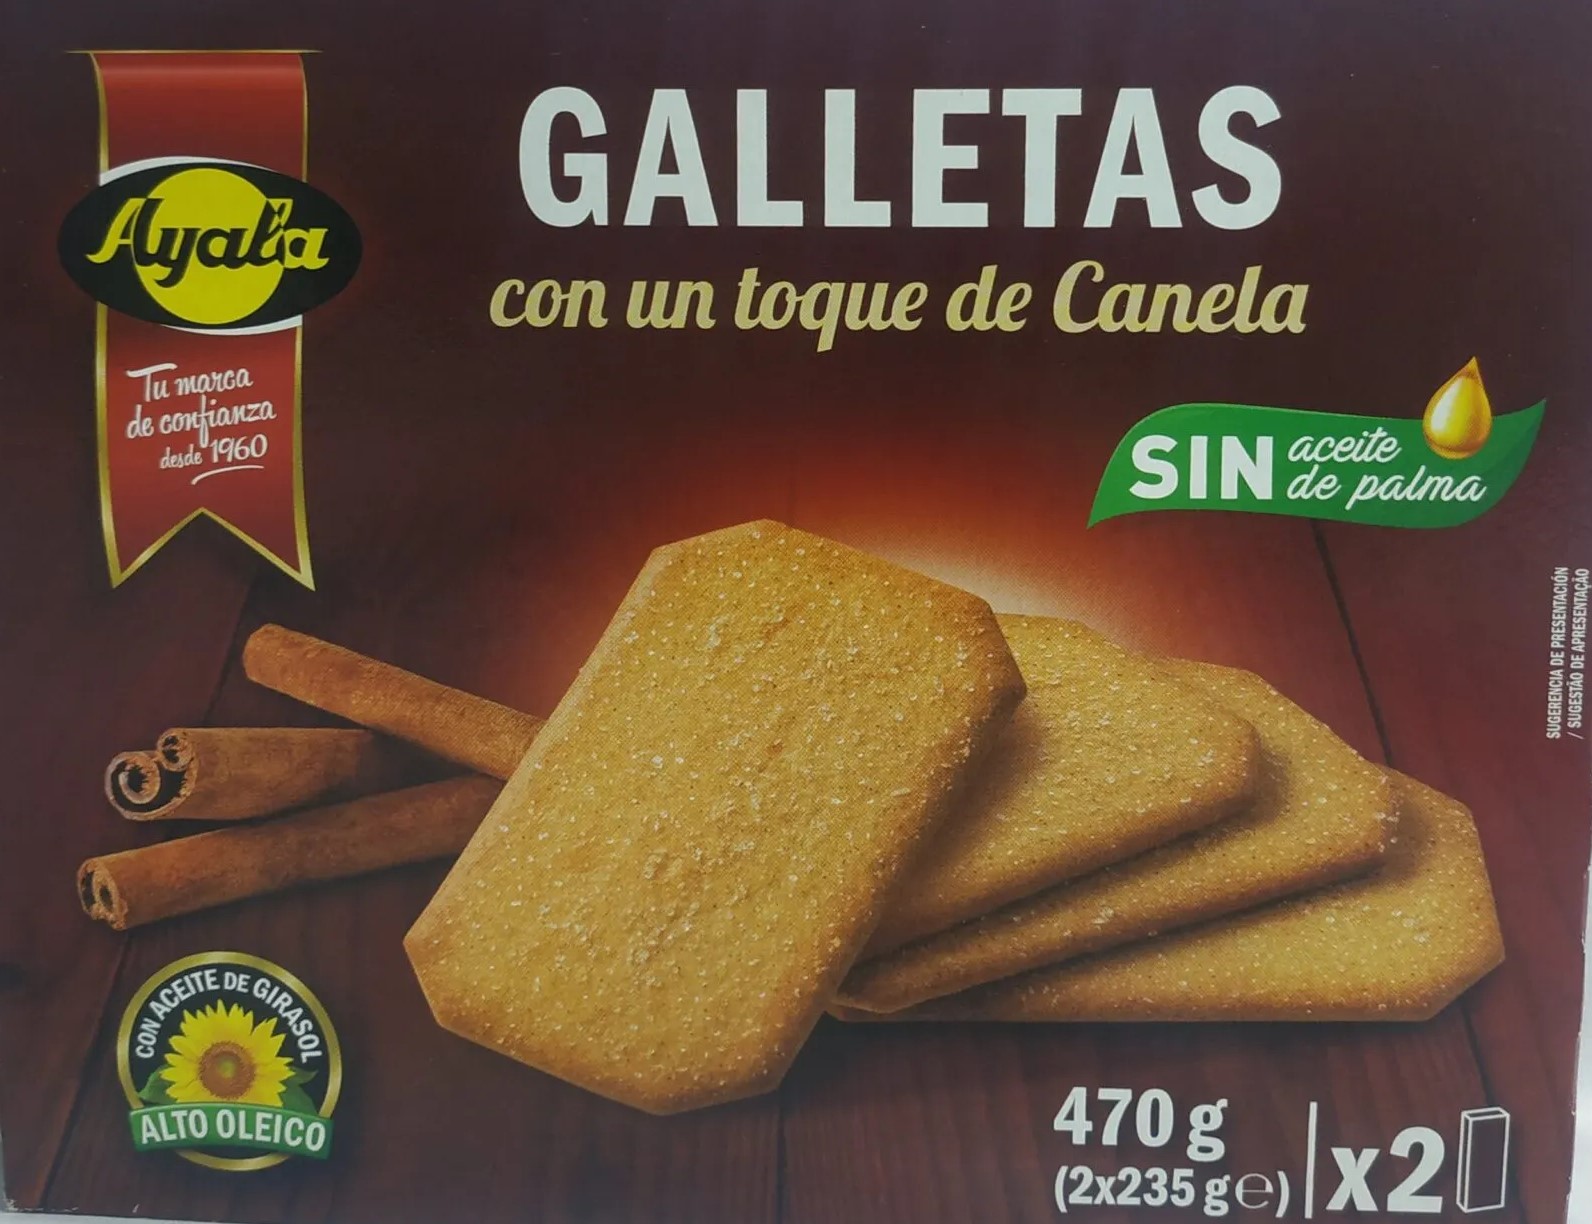 GALLETAS
con un toque de Canela
Ayala
Tu marca
de confianza
desde 1960
SIN aceite
de palma
SUGERENCIA DE PRESENTACIÓN
/ SUGESTÃO DE APRESENTAÇÃO
CON ACEITE DE GIRASOL
ALTO OLEICO
470 g
(2x235 g e)
x2